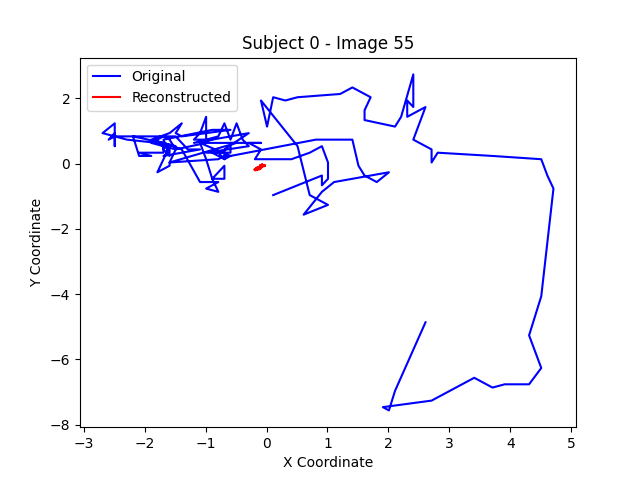 Subject 0 - Image 55
Original
Reconstructed
Y Coordinate
2
0
−2
−4
−6
−8
−3 −2 −1 0 1 2 3 4 5
X Coordinate